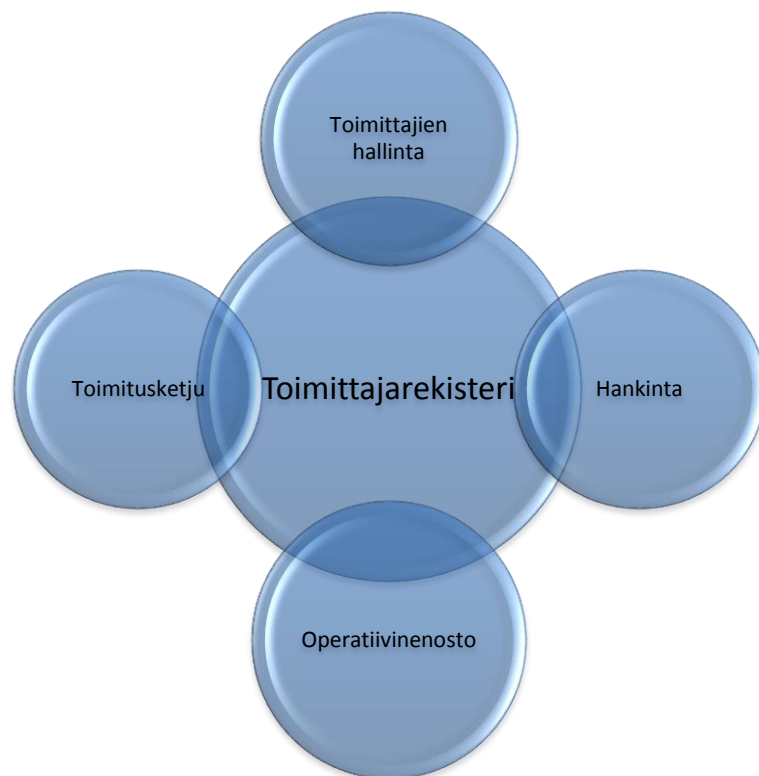 Toimittajien
hallinta
Toimitusketju
Toimittajarekisteri
Hankinta
Operatiivinenosto